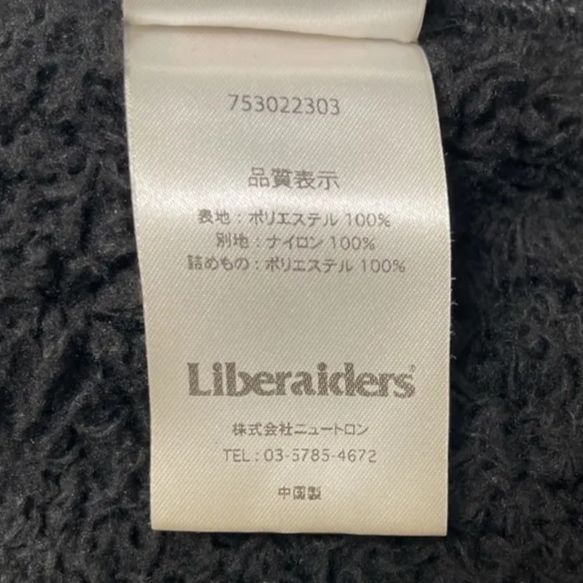 753022303
品質表示
表地：ポリエステル 100%
別地：ナイロン 100%
詰めもの：ポリエステル 100%
Liberaiders®
株式会社ニュートロン
TEL：03-5785-4672
中国製